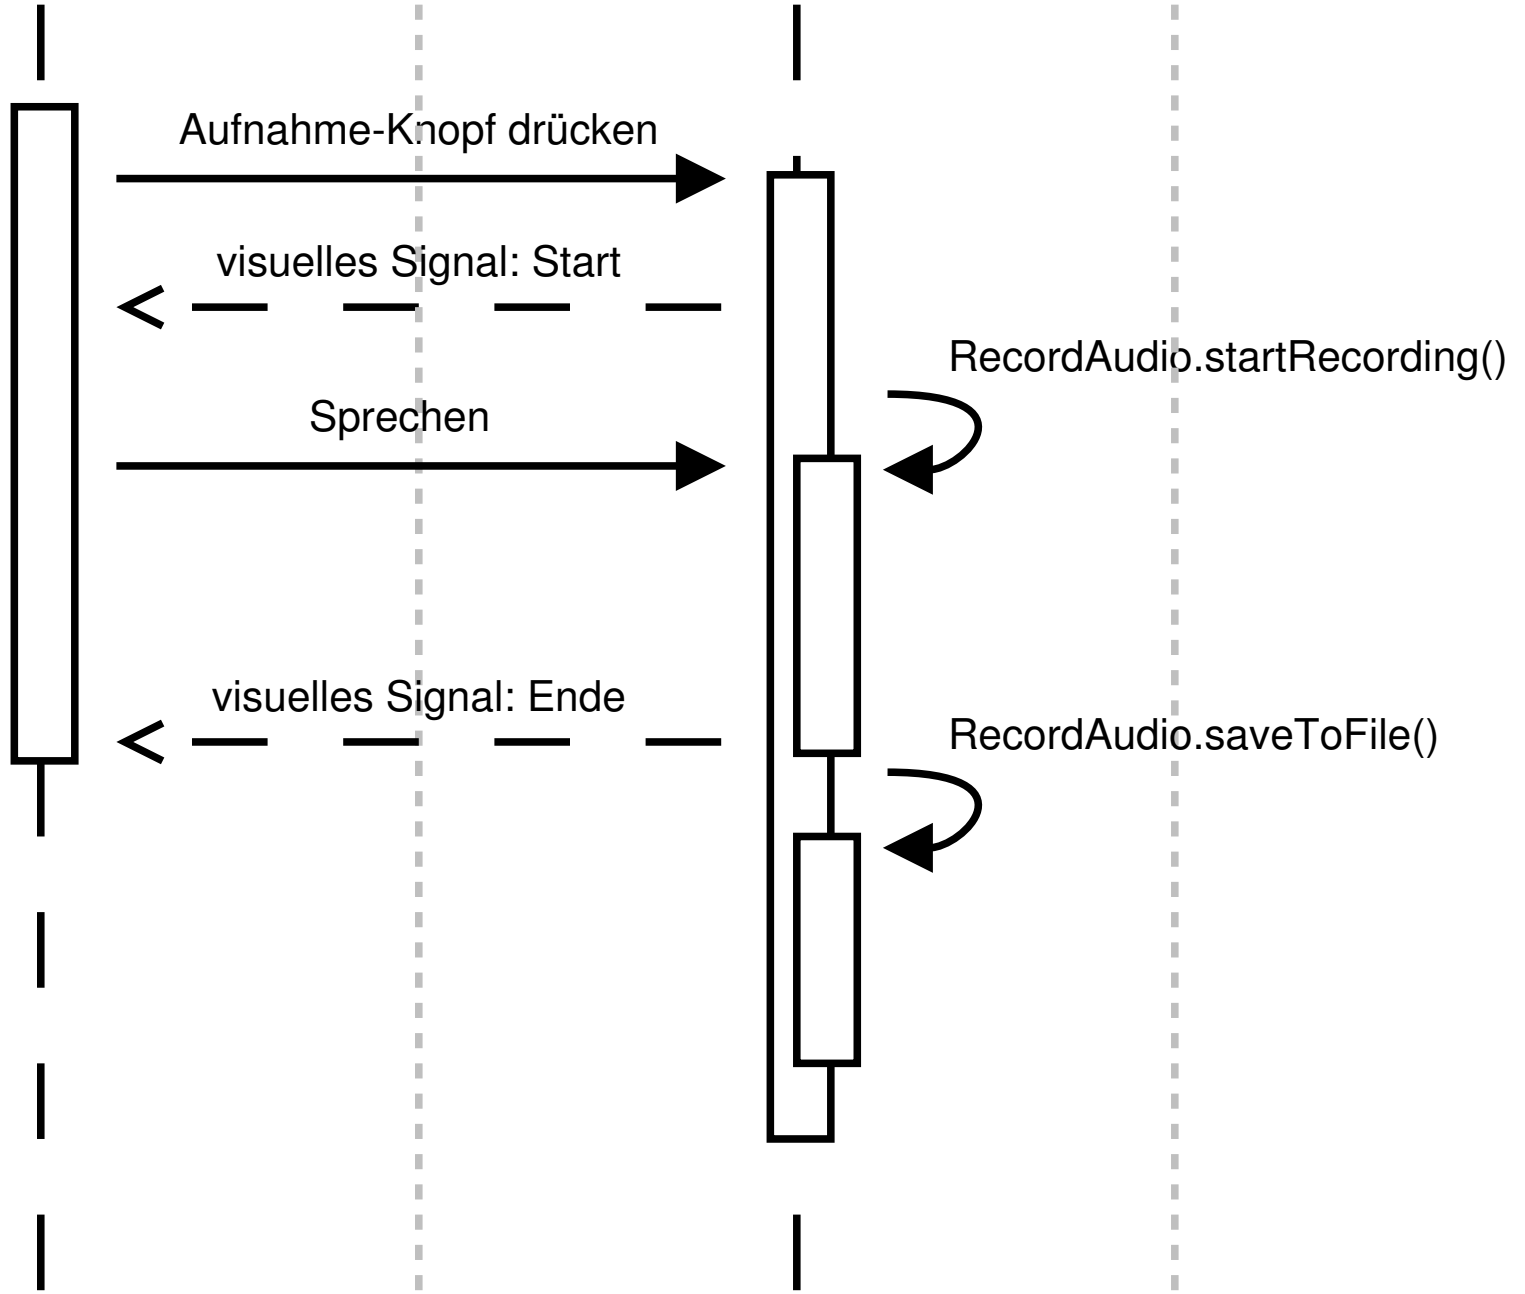 Aufnahme-Knopf drücken
visuelles Signal: Start
RecordAudio.startRecording()
Sprechen
visuelles Signal: Ende
RecordAudio.saveToFile()